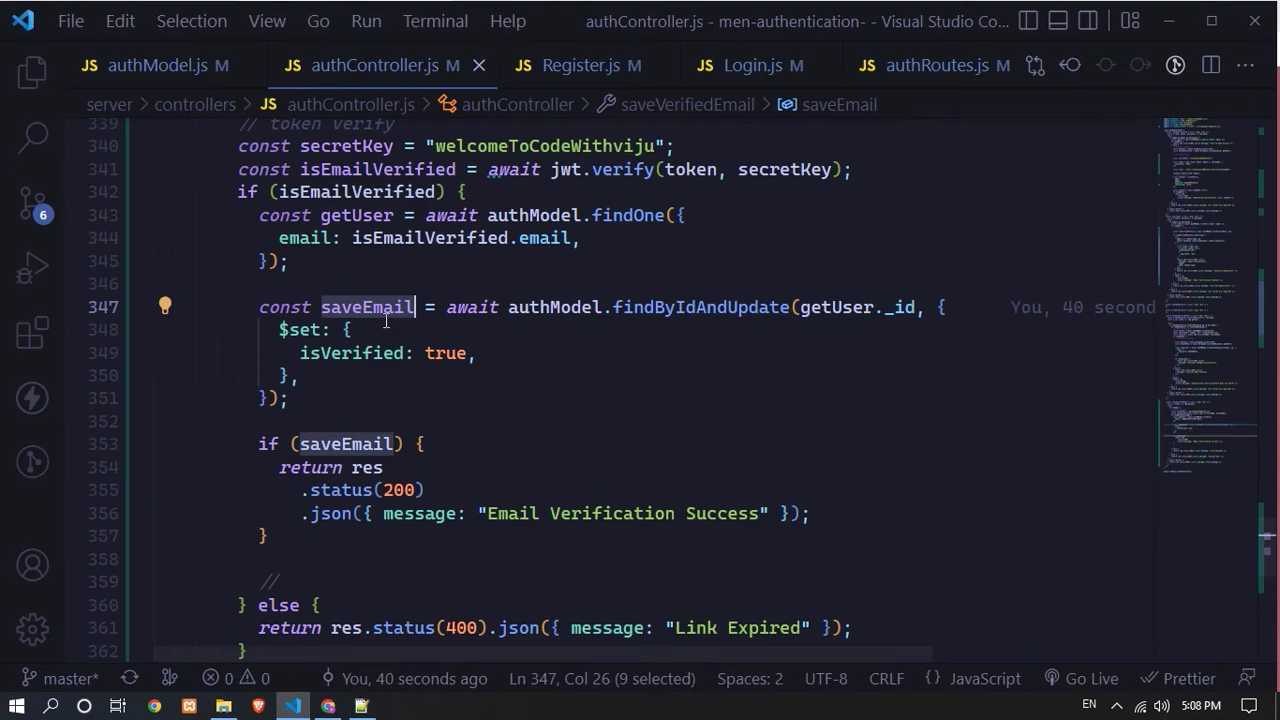 File Edit Selection View Go Run Terminal Help authController.js - men-authentication- - Visual Studio Co...
JS authModel.js M JS authController.js M JS Register.js M JS Login.js M JS authRoutes.js M
server > controllers > JS authController.js > authController > saveVerifiedEmail > saveEmail
339 // token verify
340 const secretKey = "welcomeToCodeWithviju";
341 const isEmailVerified = await jwt.verify(token, secretKey);
342 if (isEmailVerified) {
343 const getUser = await authModel.findOne({
344 email: isEmailVerified.email,
345 });
346
347 const saveEmail = await authModel.findByIdAndUpdate(getUser._id, { You, 40 second
348 $set: {
349 isVerified: true,
350 },
351 });
352
353 if (saveEmail) {
354 return res
355 .status(200)
356 .json({ message: "Email Verification Success" });
357 }
358
359 //
360 } else {
361 return res.status(400).json({ message: "Link Expired" });
362 }
6
master* 0 0 You, 40 seconds ago Ln 347, Col 26 (9 selected) Spaces: 2 UTF-8 CRLF {} JavaScript Go Live Prettier
EN 5:08 PM